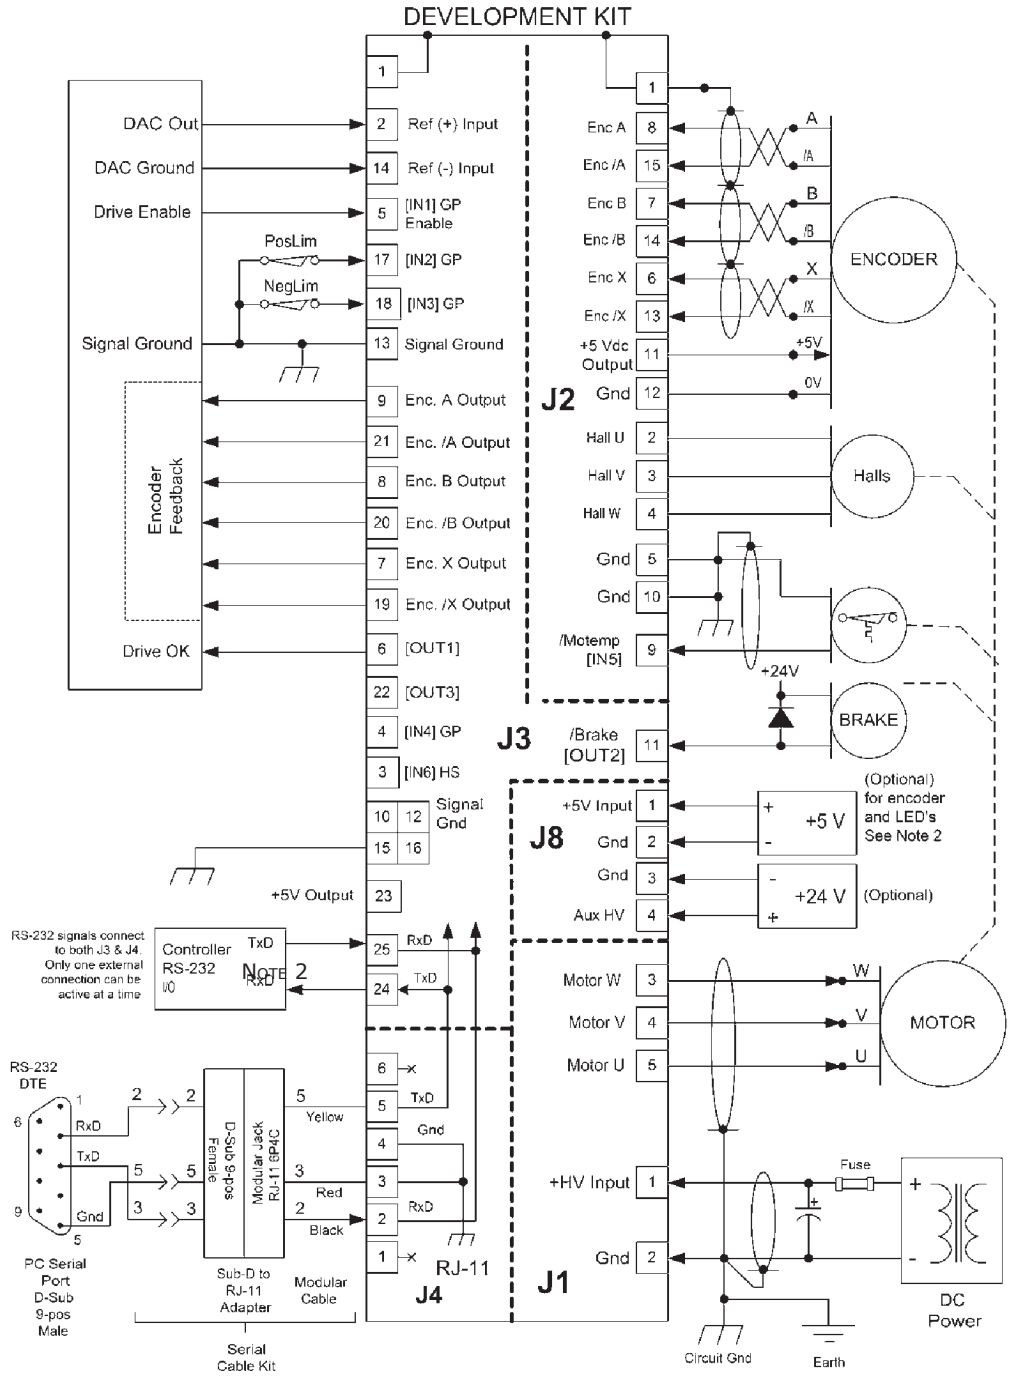 DEVELOPMENT KIT
1
DAC Out
2
Ref (+) Input
DAC Ground
14
Ref (-) Input
Drive Enable
5
[IN1] GP
Enable
PosLim
17
[IN2] GP
NegLim
18
[IN3] GP
Signal Ground
13
Signal Ground
Encoder
Feedback
9
Enc. A Output
21
Enc. /A Output
8
Enc. B Output
20
Enc. /B Output
7
Enc. X Output
19
Enc. /X Output
Drive OK
6
[OUT1]
22
[OUT3]
4
[IN4] GP
3
[IN6] HS
10
12
Signal
Gnd
15
16
+5V Output
23
J3
RS-232 signals connect
to both J3 & J4.
Only one external
connection can be
active at a time
Controller
RS-232
I/O
TxD
NOTE 2
RxD
25
RxD
24
TxD
RS-232
DTE
1
6
RxD
TxD
9
Gnd
5
2
2
5
5
3
3
D-Sub 9-pos
Female
Modular Jack
RJ-11 6P4C
5
Yellow
3
Red
2
Black
6
5
TxD
4
Gnd
3
2
RxD
1
RJ-11
J4
PC Serial
Port
D-Sub
9-pos
Male
Sub-D to
RJ-11
Adapter
Modular
Cable
Serial
Cable Kit
1
Enc A
8
A
Enc /A
15
/A
Enc B
7
B
Enc /B
14
/B
Enc X
6
X
Enc /X
13
/X
+5 Vdc
Output
11
+5V
Gnd
12
0V
ENCODER
J2
Hall U
2
Hall V
3
Hall W
4
Halls
Gnd
5
Gnd
10
/Motemp
[IN5]
9
+24V
/Brake
[OUT2]
11
BRAKE
J8
+5V Input
1
Gnd
2
+
+5 V
-
(Optional)
for encoder
and LED's
See Note 2
Gnd
3
Aux HV
4
-
+24 V
+
(Optional)
Motor W
3
W
Motor V
4
V
Motor U
5
U
MOTOR
+HV Input
1
Fuse
+
+
Gnd
2
-
J1
DC
Power
Circuit Gnd
Earth